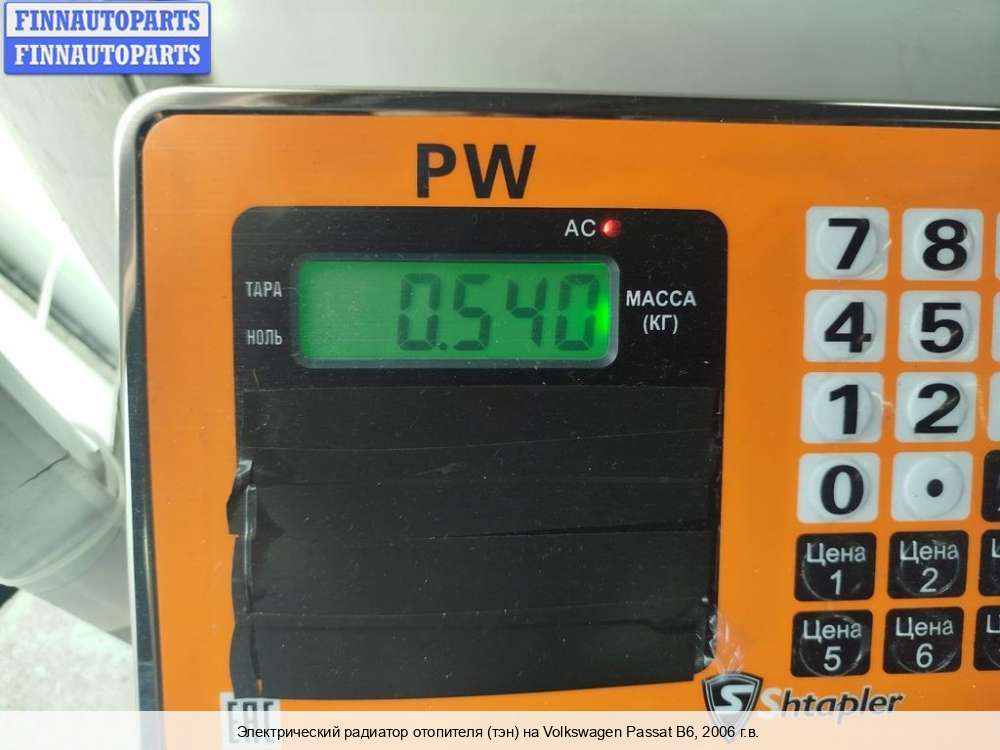 FINNAUTOPARTS
FINNAUTOPARTS
PW
AC
ТАРА
НОЛЬ
0.540
МАССА
(КГ)
7 8
4 5
1 2
0 •
Цена 1
Цена 2
Цена 5
Цена 6
S Shtapler
EAC
Электрический радиатор отопителя (тэн) на Volkswagen Passat B6, 2006 г.в.